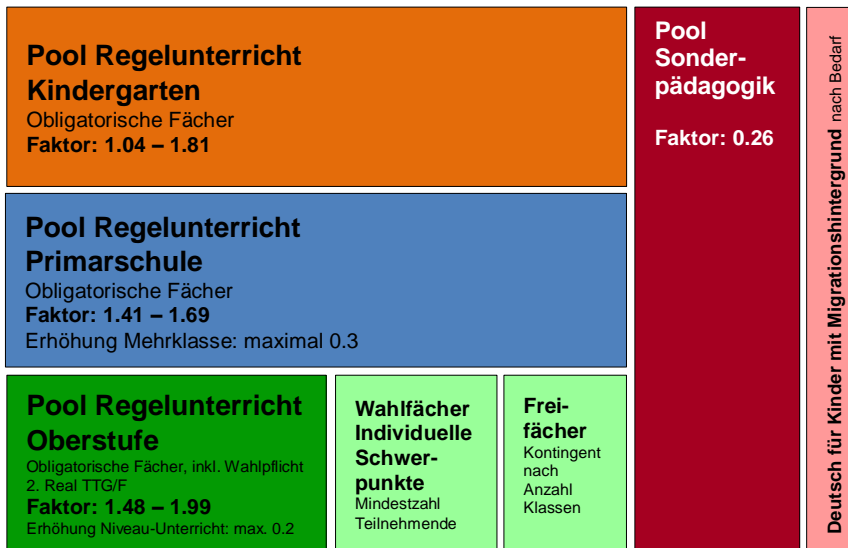 Pool Regelunterricht
Kindergarten
Obligatorische Fächer
Faktor: 1.04 – 1.81
Pool Regelunterricht
Primarschule
Obligatorische Fächer
Faktor: 1.41 – 1.69
Erhöhung Mehrklasse: maximal 0.3
Pool Regelunterricht
Oberstufe
Obligatorische Fächer, inkl. Wahlpflicht
2. Real TTG/F
Faktor: 1.48 – 1.99
Erhöhung Niveau-Unterricht: max. 0.2
Wahlfächer
Individuelle
Schwer-
punkte
Mindestzahl
Teilnehmende
Frei-
fächer
Kontingent
nach
Anzahl
Klassen
Pool
Sonder-
pädagogik
Faktor: 0.26
Deutsch für Kinder mit Migrationshintergrund nach Bedarf